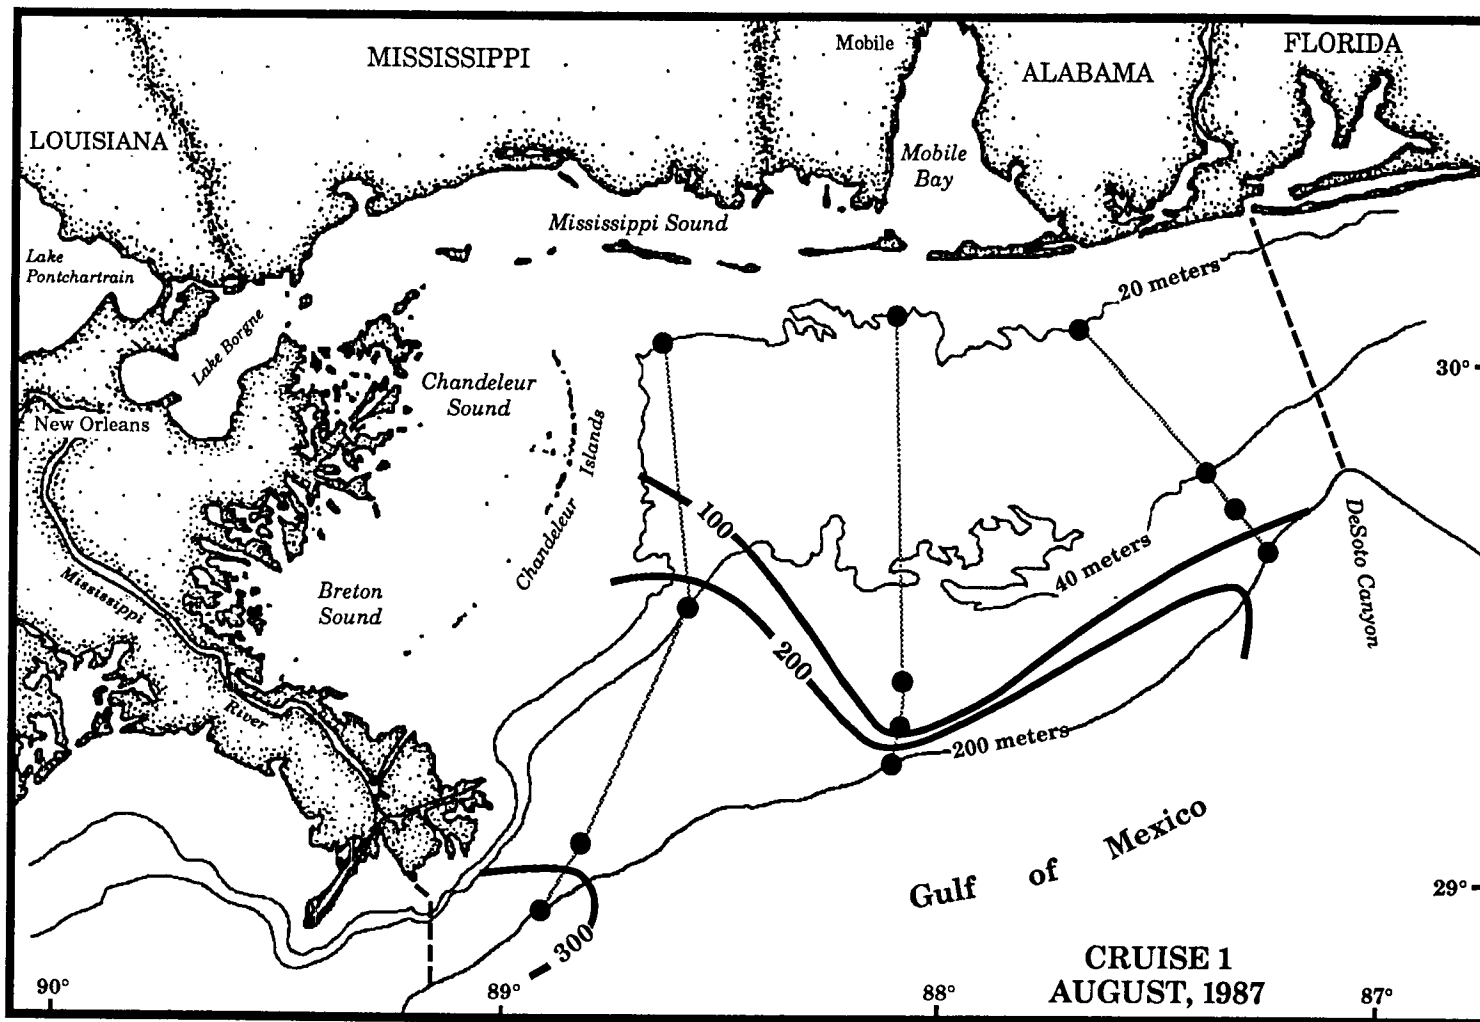 MISSISSIPPI
Mobile
FLORIDA
ALABAMA
LOUISIANA
Mobile
Bay
Mississippi Sound
Lake
Pontchartrain
20 meters
Lake Borgne
30°
Chandeleur
Sound
New Orleans
Chandeleur Islands
100
DeSoto Canyon
40 meters
Mississippi
River
Breton
Sound
200
200 meters
Mexico
of
Gulf
29°
300
CRUISE 1
AUGUST, 1987
90°
89°
88°
87°